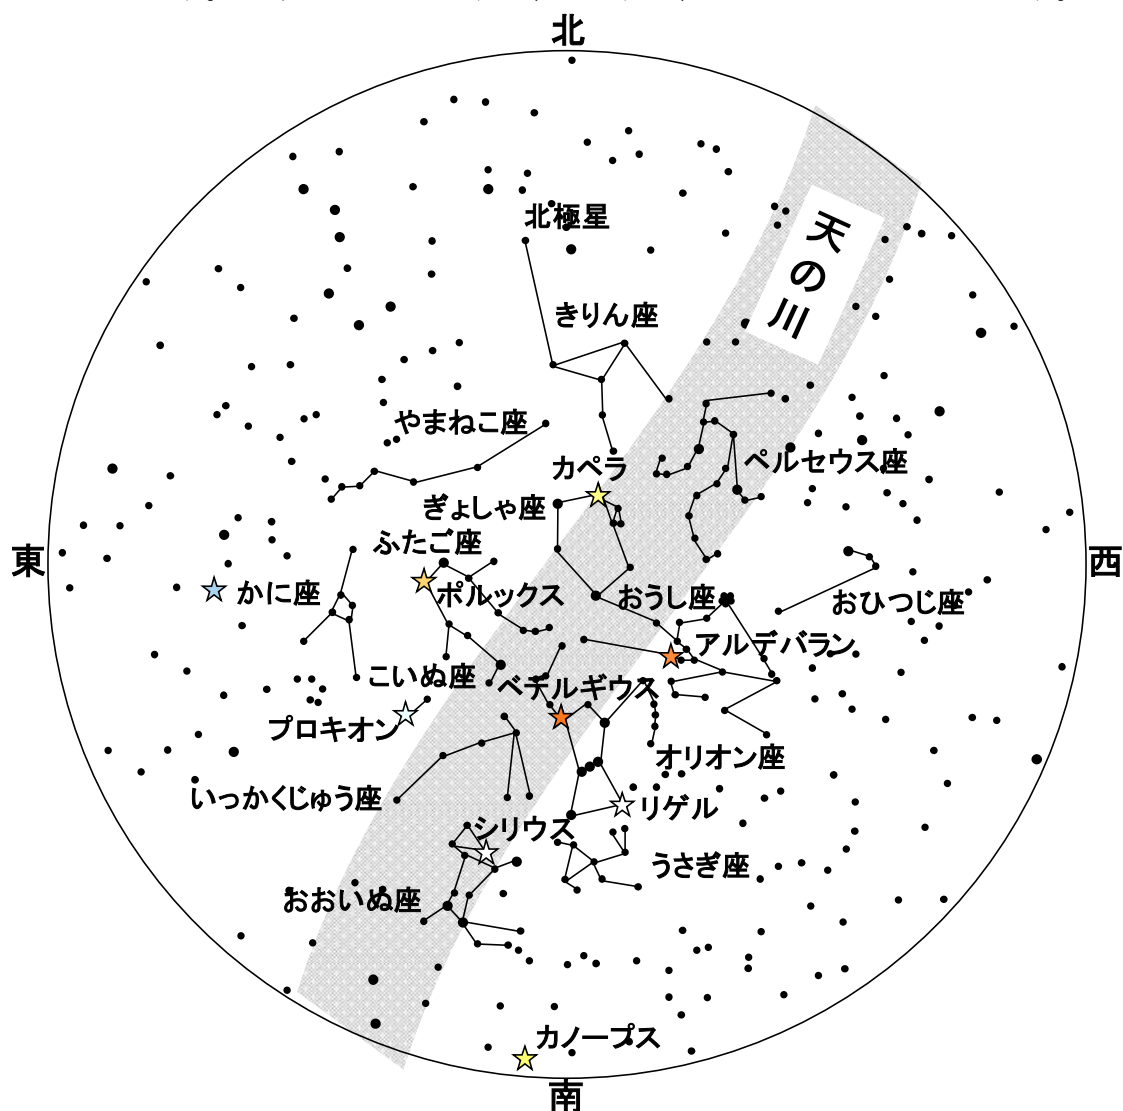 北
北極星
天の川
きりん座
やまねこ座
カペラ
ペルセウス座
ぎょしゃ座
ふたご座
東
西
かに座
ポルックス
おうし座
おひつじ座
アルデバラン
こいぬ座
ベテルギウス
プロキオン
オリオン座
いっかくじゅう座
リゲル
シリウス
うさぎ座
おおいぬ座
カノープス
南